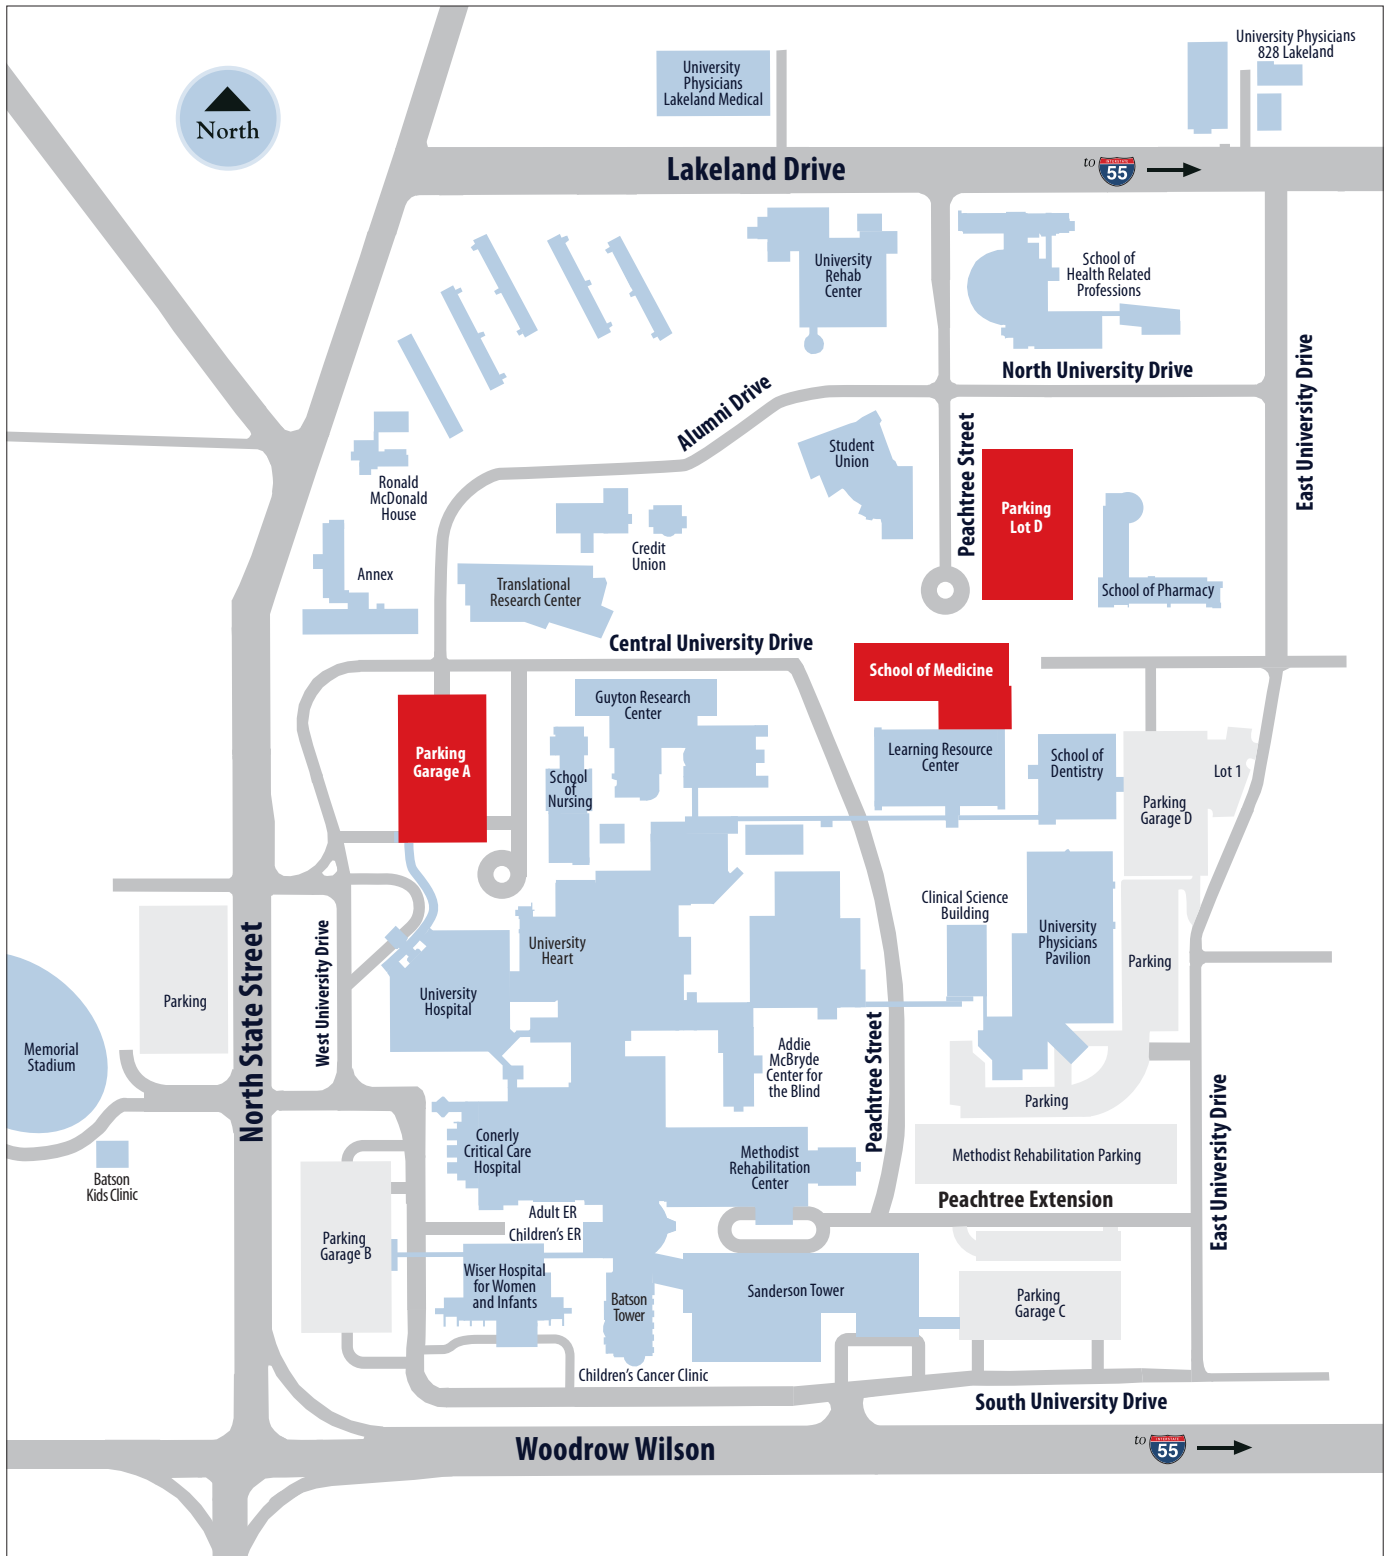 University Physicians
828 Lakeland
University
Physicians
Lakeland Medical
North
Lakeland Drive
to
INTERSTATE
55
University
Rehab
Center
School of
Health Related
Professions
North University Drive
East University Drive
Alumni Drive
Peachtree Street
Student
Union
Parking
Lot D
Ronald
McDonald
House
Credit
Union
Annex
Translational
Research Center
School of Pharmacy
Central University Drive
School of Medicine
Guyton Research
Center
Parking
Garage A
School
of
Nursing
Learning Resource
Center
School of
Dentistry
Lot 1
Parking
Garage D
Clinical Science
Building
University
Physicians
Pavilion
Parking
North State Street
West University Drive
University
Heart
University
Hospital
Parking
Memorial
Stadium
Addie
McBryde
Center for
the Blind
Peachtree Street
Parking
East University Drive
Conerly
Critical Care
Hospital
Methodist
Rehabilitation
Center
Methodist Rehabilitation Parking
Batson
Kids Clinic
Peachtree Extension
Adult ER
Children's ER
Parking
Garage B
Wiser Hospital
for Women
and Infants
Batson
Tower
Sanderson Tower
Parking
Garage C
Children's Cancer Clinic
South University Drive
Woodrow Wilson
to
INTERSTATE
55